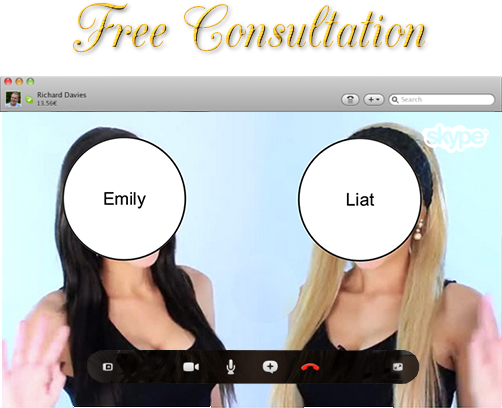 Free Consultation
Richard Davies
13.56€
Search
skype
Emily
Liat